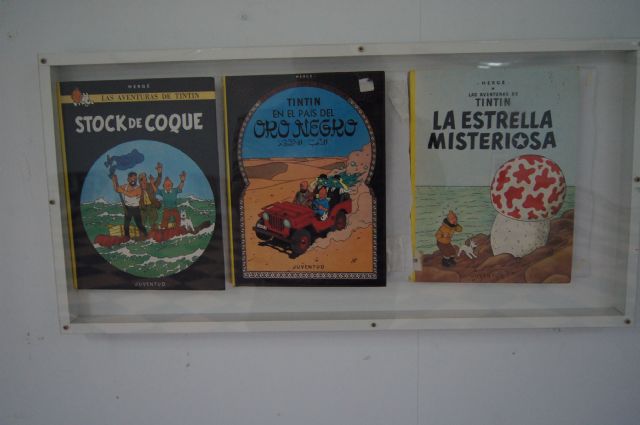 HERGÉ
LAS AVENTURAS DE TINTIN
STOCK DE COQUE
JUVENTUD
HERGÉ
TINTIN
EN EL PAÍS DEL
ORO NEGRO
JUVENTUD
HERGÉ
LAS AVENTURAS DE
TINTIN
LA ESTRELLA
MISTERIOSA
JUVENTUD